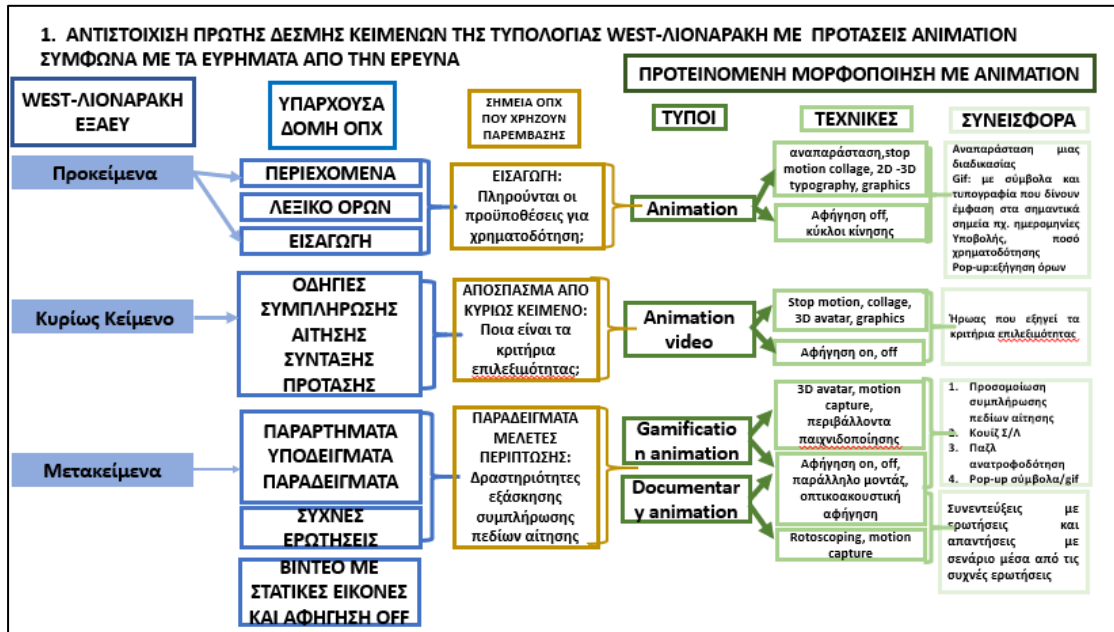 1. ΑΝΤΙΣΤΟΙΧΙΣΗ ΠΡΩΤΗΣ ΔΕΣΜΗΣ ΚΕΙΜΕΝΩΝ ΤΗΣ ΤΥΠΟΛΟΓΙΑΣ WEST-ΛΙΟΝΑΡΑΚΗ ΜΕ ΠΡΟΤΑΣΕΙΣ ANIMATION
ΣΥΜΦΩΝΑ ΜΕ ΤΑ ΕΥΡΗΜΑΤΑ ΑΠΟ ΤΗΝ ΕΡΕΥΝΑ
ΠΡΟΤΕΙΝΟΜΕΝΗ ΜΟΡΦΟΠΟΙΗΣΗ ΜΕ ANIMATION
WEST-ΛΙΟΝΑΡΑΚΗ
ΕΞΑΕΥ
ΥΠΑΡΧΟΥΣΑ
ΔΟΜΗ ΟΠΧ
ΣΗΜΕΙΑ ΟΠΧ
ΠΟΥ ΧΡΗΖΟΥΝ
ΠΑΡΕΜΒΑΣΗΣ
ΤΥΠΟΙ
ΤΕΧΝΙΚΕΣ
ΣΥΝΕΙΣΦΟΡΑ
Προκείμενα
ΠΕΡΙΕΧΟΜΕΝΑ
ΛΕΞΙΚΟ ΟΡΩΝ
ΕΙΣΑΓΩΓΗ
ΕΙΣΑΓΩΓΗ:
Πληρούνται οι
προϋποθέσεις για
χρηματοδότηση;
Animation
αναπαράσταση,stop
motion collage, 2D -3D
typography, graphics
Αφήγηση off,
κύκλοι κίνησης
Αναπαράσταση μιας
διαδικασίας
Gif: με σύμβολα και
τυπογραφία που δίνουν
έμφαση στα σημαντικά
σημεία πχ. ημερομηνίες
Υποβολής, ποσό
χρηματοδότησης
Pop-up:εξήγηση όρων
Κυρίως Κείμενο
ΟΔΗΓΙΕΣ
ΣΥΜΠΛΗΡΩΣΗΣ
ΑΙΤΗΣΗΣ
ΣΥΝΤΑΞΗΣ
ΠΡΟΤΑΣΗΣ
ΑΠΟΣΠΑΣΜΑ ΑΠΟ
ΚΥΡΙΩΣ ΚΕΙΜΕΝΟ:
Ποια είναι τα
κριτήρια
επιλεξιμότητας;
Animation
video
Stop motion, collage,
3D avatar, graphics
Αφήγηση on, off
Ήρωας που εξηγεί τα
κριτήρια επιλεξιμότητας
Μετακείμενα
ΠΑΡΑΡΤΗΜΑΤΑ
ΥΠΟΔΕΙΓΜΑΤΑ
ΠΑΡΑΔΕΙΓΜΑΤΑ
ΣΥΧΝΕΣ
ΕΡΩΤΗΣΕΙΣ
ΒΙΝΤΕΟ ΜΕ
ΣΤΑΤΙΚΕΣ ΕΙΚΟΝΕΣ
ΚΑΙ ΑΦΗΓΗΣΗ OFF
ΠΑΡΑΔΕΙΓΜΑΤΑ
ΜΕΛΕΤΕΣ
ΠΕΡΙΠΤΩΣΗΣ:
Δραστηριότητες
εξάσκησης
συμπλήρωσης
πεδίων αίτησης
Gamificatio
n animation
Documentar
y animation
3D avatar, motion
capture,
περιβάλλοντα
παιχνιδοποίησης
Αφήγηση on, off,
παράλληλο μοντάζ,
οπτικοακουστική
αφήγηση
Rotoscoping, motion
capture
1. Προσομοίωση
συμπλήρωσης
πεδίων αίτησης
2. Κουίζ Σ/Λ
3. Παζλ
ανατροφοδότηση
4. Pop-up σύμβολα/gif
Συνεντεύξεις με
ερωτήσεις και
απαντήσεις με
σενάριο μέσα από τις
συχνές ερωτήσεις